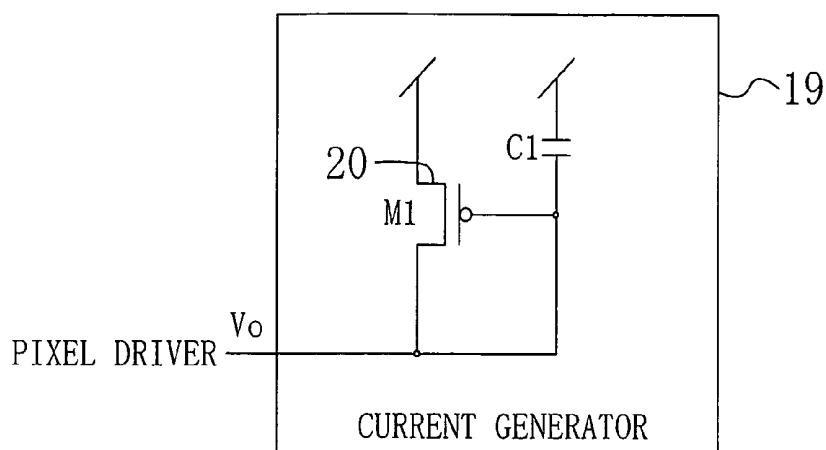 19
C1
20
M1
Vo
PIXEL DRIVER
CURRENT GENERATOR